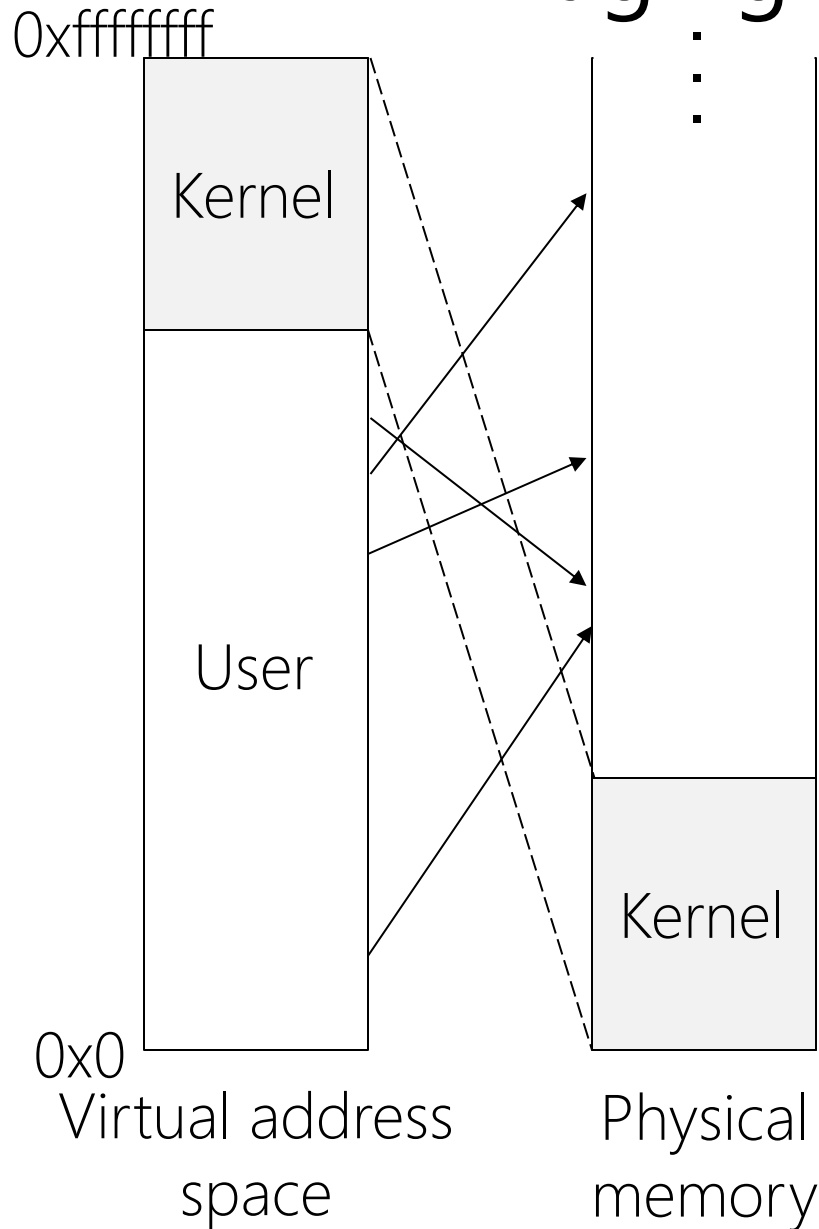 0xffffffff
Kernel
User
Kernel
0x0
Virtual address
space
Physical
memory